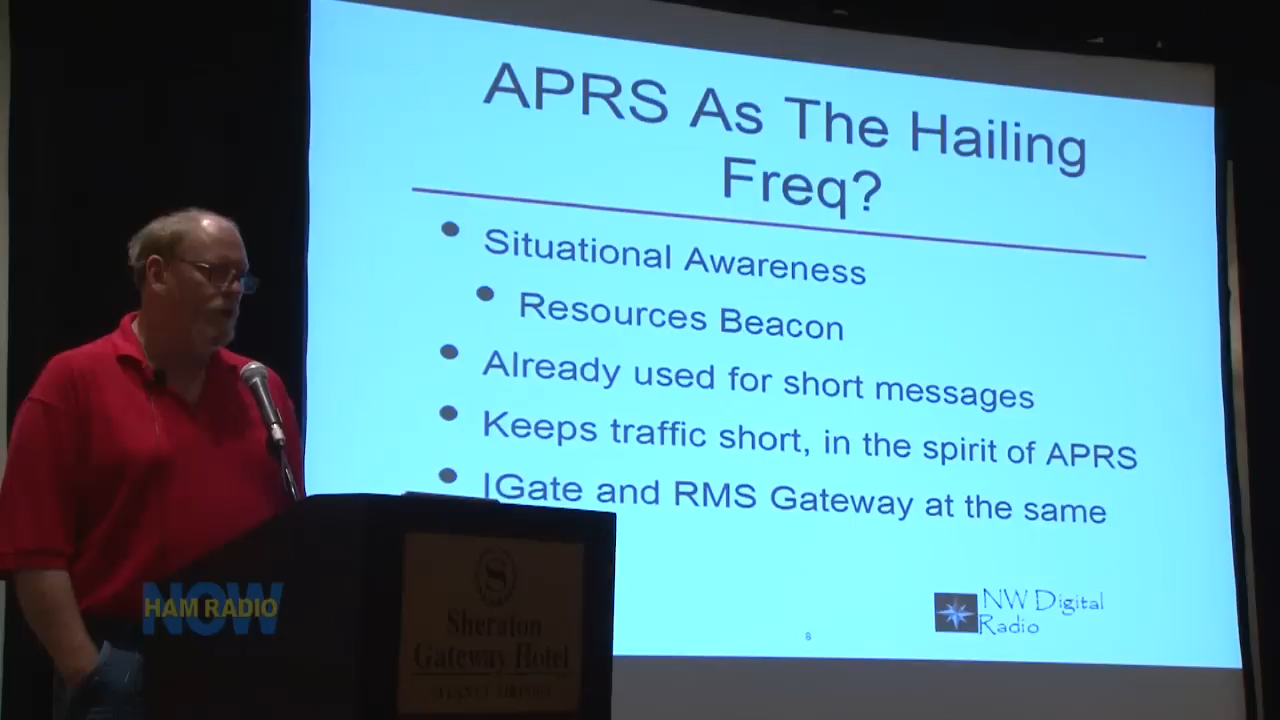 APRS As The Hailing
Freq?
Situational Awareness
Resources Beacon
Already used for short messages
Keeps traffic short, in the spirit of APRS
IGate and RMS Gateway at the same
NW Digital
Radio
8
HAM RADIO
NOW
S
Sheraton
Gateway Hotel